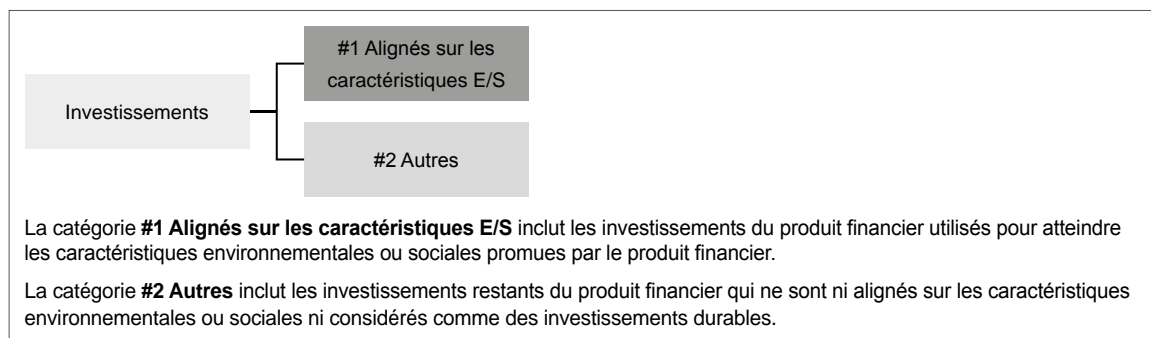 #1 Alignés sur les
caractéristiques E/S
Investissements
#2 Autres
La catégorie #1 Alignés sur les caractéristiques E/S inclut les investissements du produit financier utilisés pour atteindre
les caractéristiques environnementales ou sociales promues par le produit financier.
La catégorie #2 Autres inclut les investissements restants du produit financier qui ne sont ni alignés sur les caractéristiques
environnementales ou sociales ni considérés comme des investissements durables.